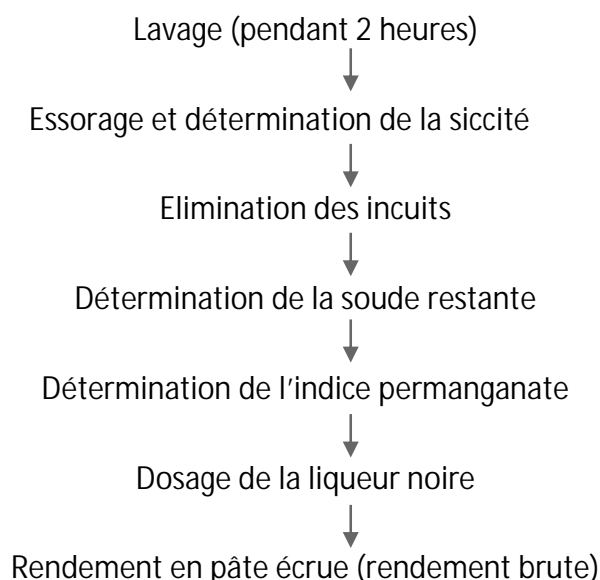 Lavage (pendant 2 heures)
Essorage et détermination de la siccité
Elimination des incuits
Détermination de la soude restante
Détermination de l’indice permanganate
Dosage de la liqueur noire
Rendement en pâte écrue (rendement brute)